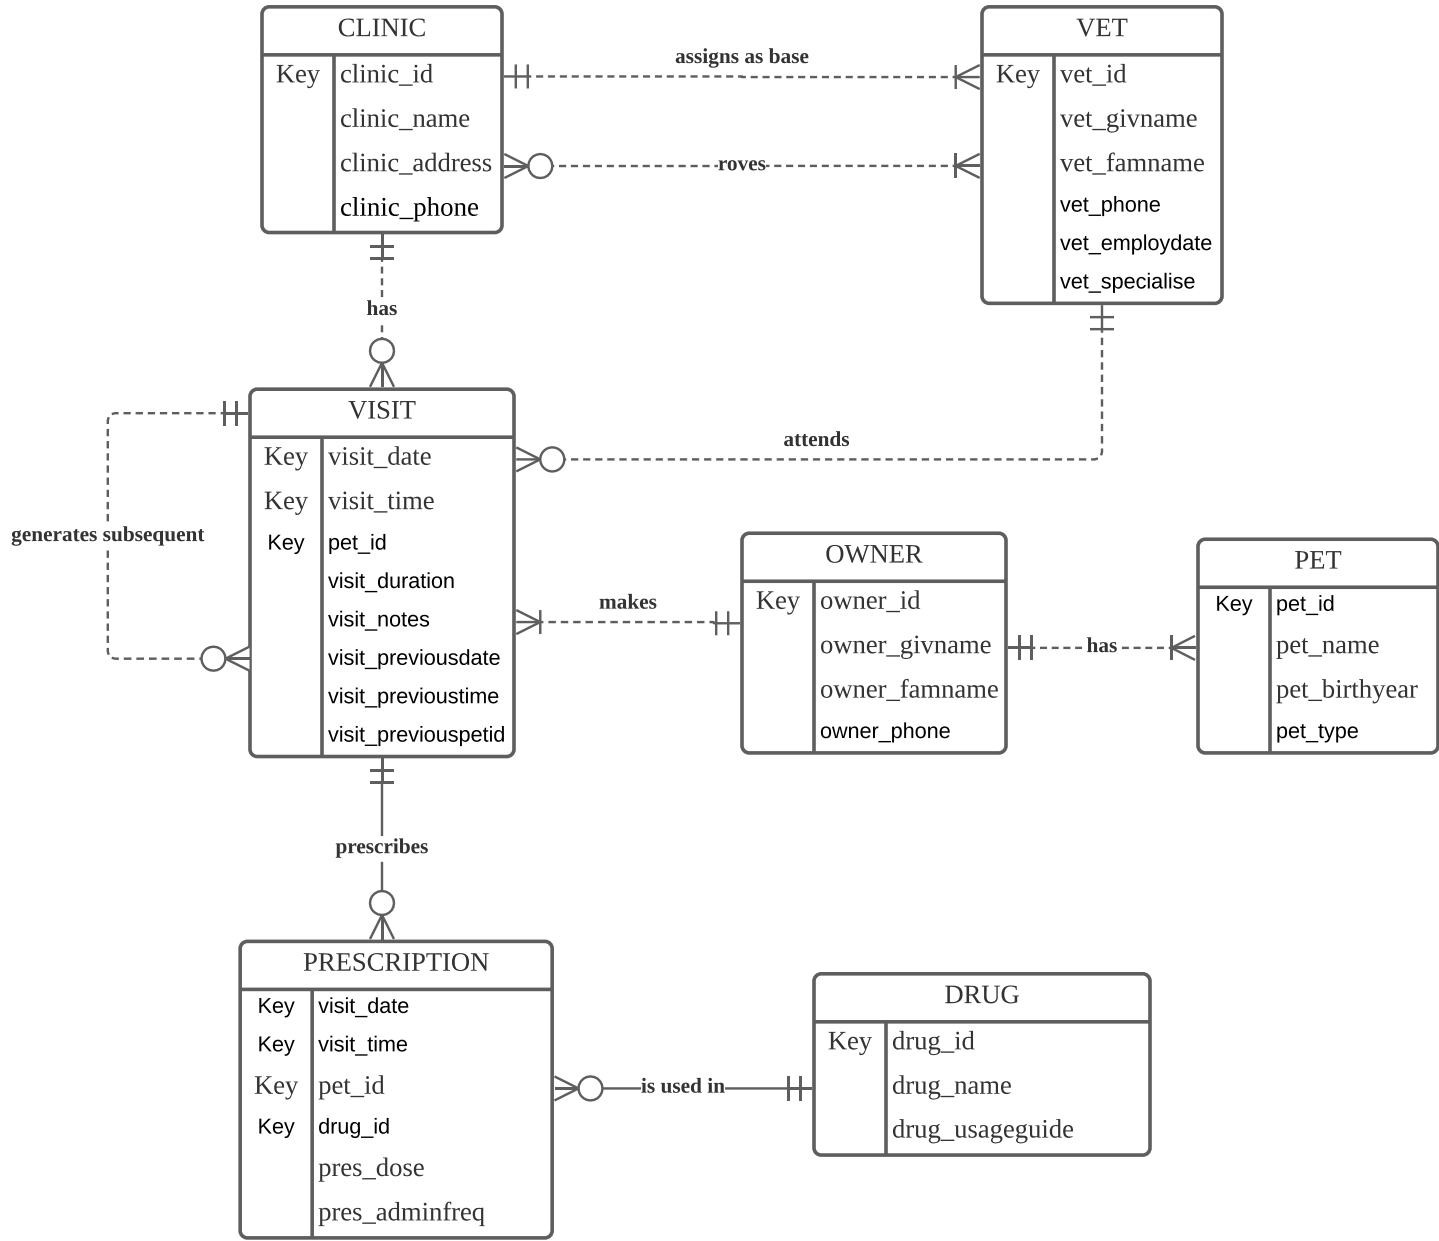 CLINIC
Key clinic_id
clinic_name
clinic_address
clinic_phone
assigns as base
roves
VET
Key vet_id
vet_givname
vet_famname
vet_phone
vet_employdate
vet_specialise
has
attends
VISIT
Key visit_date
Key visit_time
Key pet_id
visit_duration
visit_notes
visit_previousdate
visit_previoustime
visit_previouspetid
generates subsequent
makes
OWNER
Key owner_id
owner_givname
owner_famname
owner_phone
has
PET
Key pet_id
pet_name
pet_birthyear
pet_type
prescribes
PRESCRIPTION
Key visit_date
Key visit_time
Key pet_id
Key drug_id
pres_dose
pres_adminfreq
is used in
DRUG
Key drug_id
drug_name
drug_usageguide